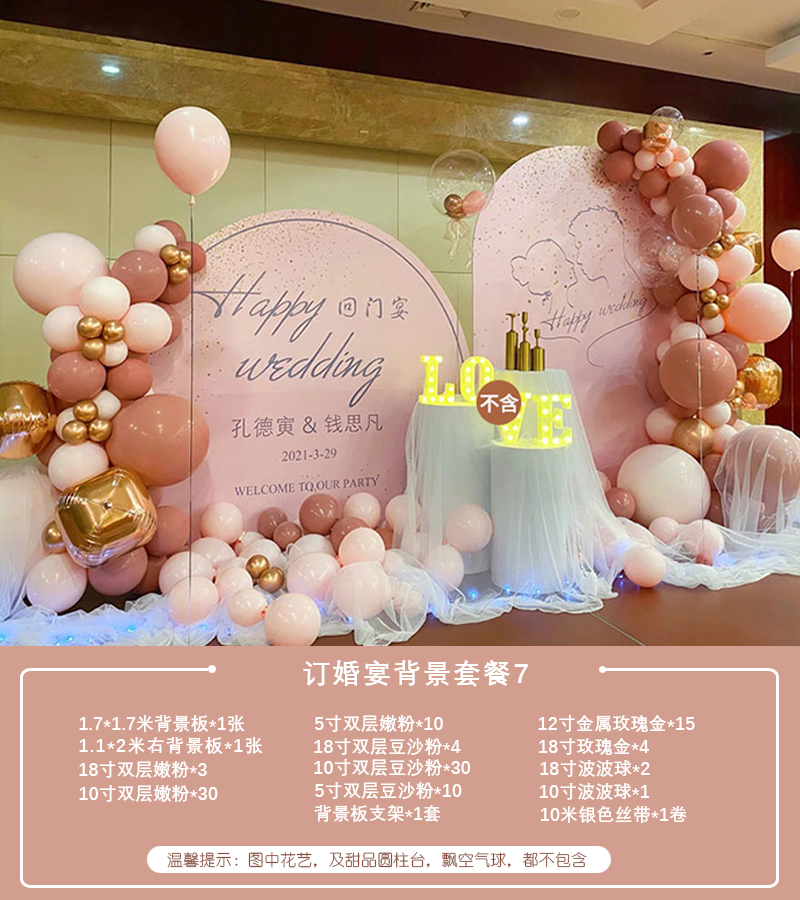 Happy 回门宴
wedding
孔德寅 & 钱思凡
2021-3-29
WELCOME TO OUR PARTY
Happy wedding
LOVE
不含
订婚宴背景套餐7
1.7*1.7米背景板*1张
1.1*2米右背景板*1张
18寸双层嫩粉*3
10寸双层嫩粉*30
5寸双层嫩粉*10
18寸双层豆沙粉*4
10寸双层豆沙粉*30
5寸双层豆沙粉*10
背景板支架*1套
12寸金属玫瑰金*15
18寸玫瑰金*4
18寸波波球*2
10寸波波球*1
10米银色丝带*1卷
温馨提示：图中花艺，及甜品圆柱台，飘空气球，都不包含